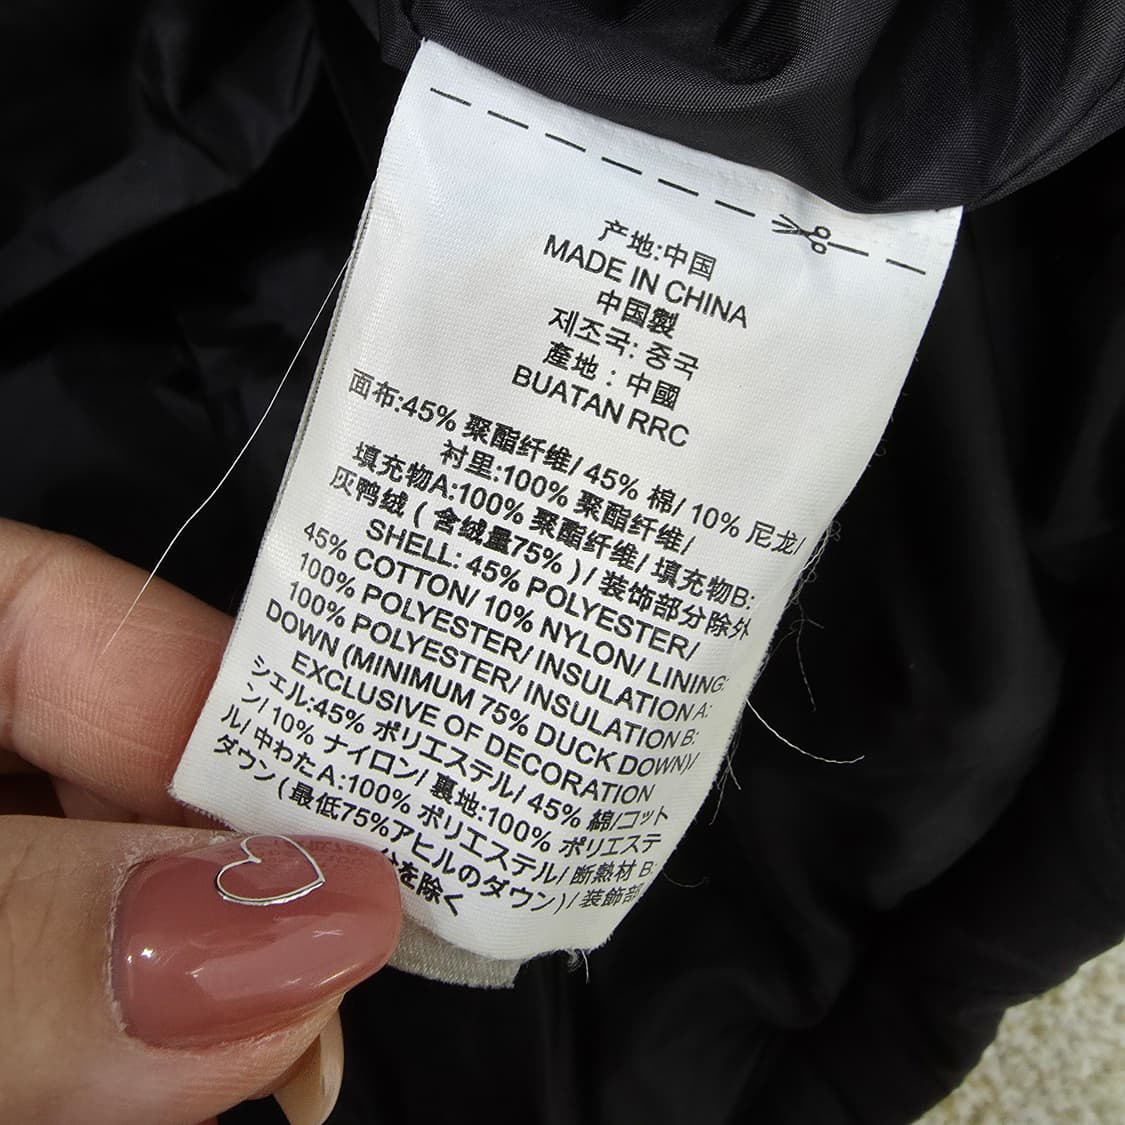 产地:中国
MADE IN CHINA
中国製
제조국: 중국
產地 : 中國
BUATAN RRC
面布:45% 聚酯纤维/ 45% 棉/ 10% 尼龙/
衬里:100% 聚酯纤维/
填充物A:100% 聚酯纤维/ 填充物B:
灰鸭绒 ( 含绒量75% )/ 装饰部分除外
SHELL: 45% POLYESTER/
45% COTTON/ 10% NYLON/ LINING:
100% POLYESTER/ INSULATION A:
100% POLYESTER/ INSULATION B:
DOWN (MINIMUM 75% DUCK DOWN)/
EXCLUSIVE OF DECORATION
シェル:45% ポリエステル/ 45% 綿/コット
ン/ 10% ナイロン/ 裏地:100% ポリエステ
ル/ 中わたA:100% ポリエステル/ 断熱材 B:
ダウン ( 最低75%アヒルのダウン)/ 装飾部
を除く